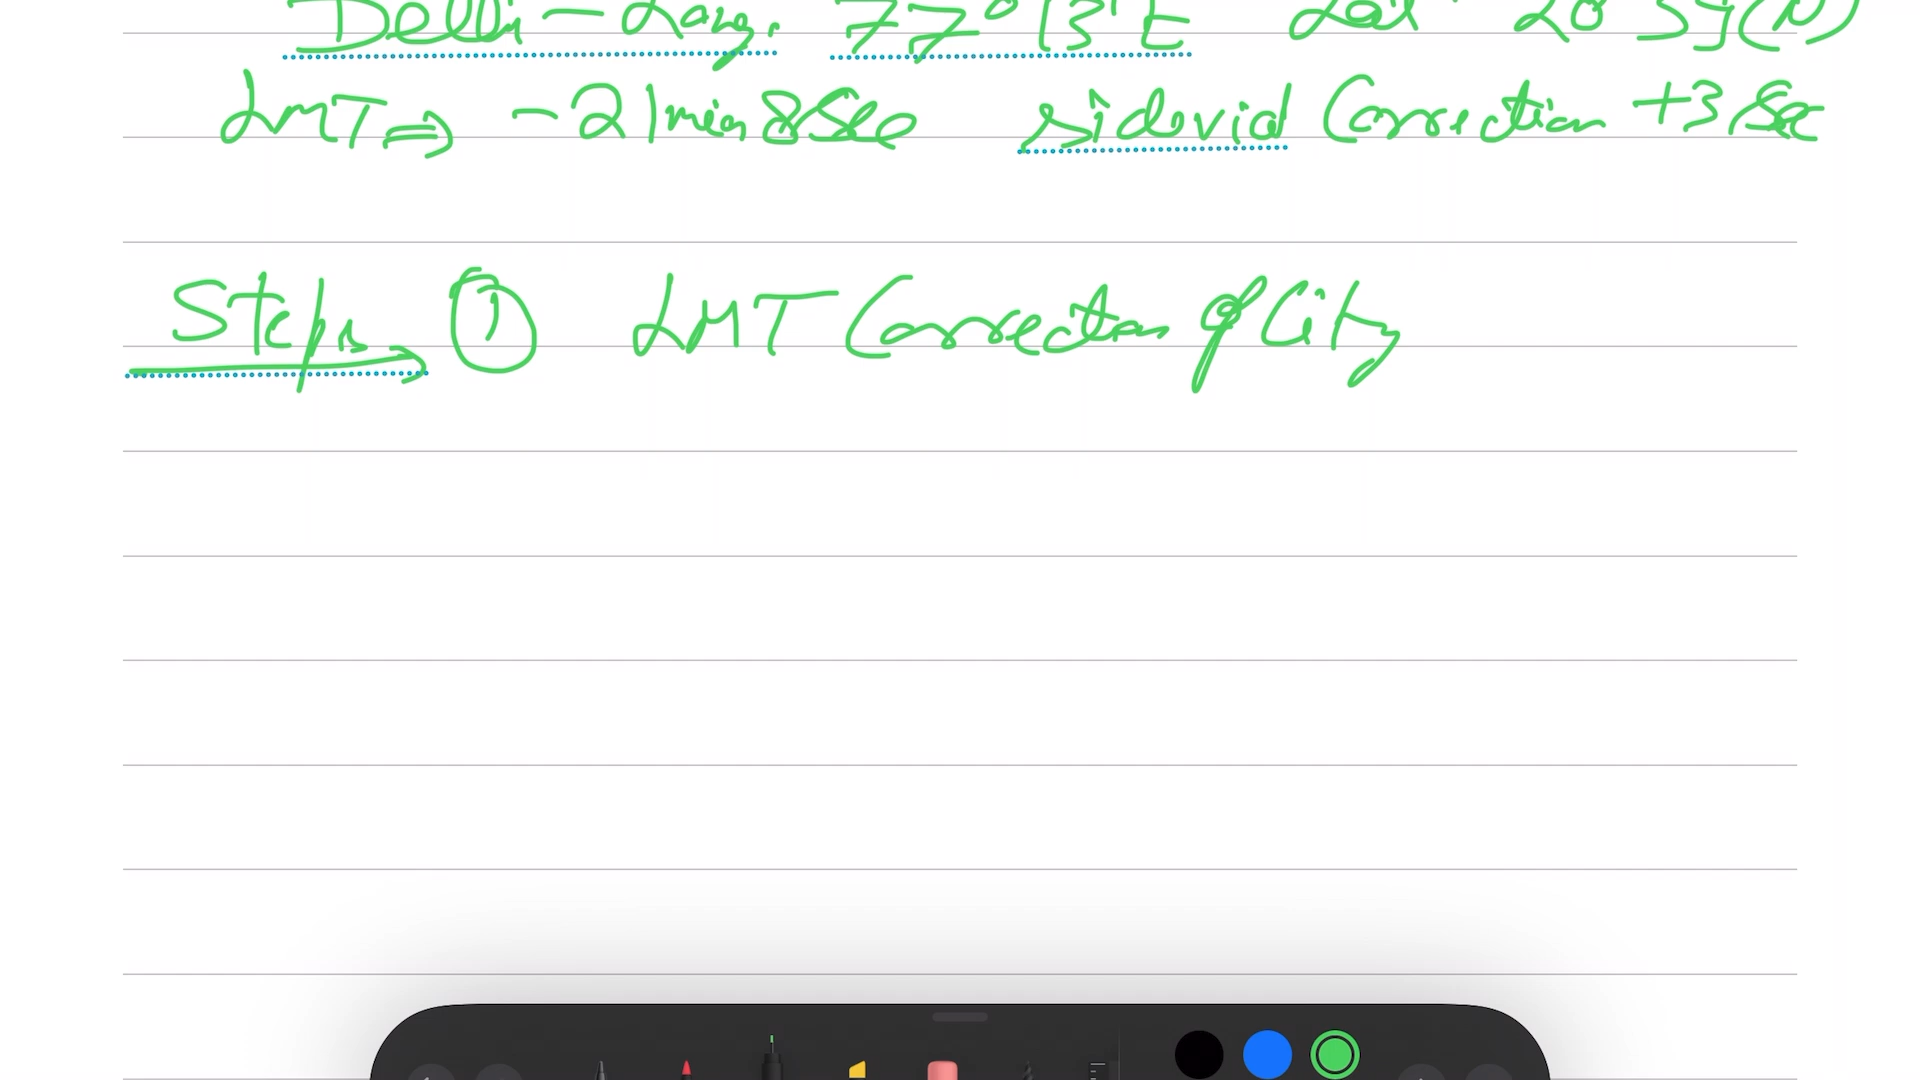 Delhi - Long. 77° 13' E Lat. 28° 39 (N)
LMT ⇒ - 21 min 8 Sec siderial Correction +3 Sec
Steps → ① LMT Correction of City